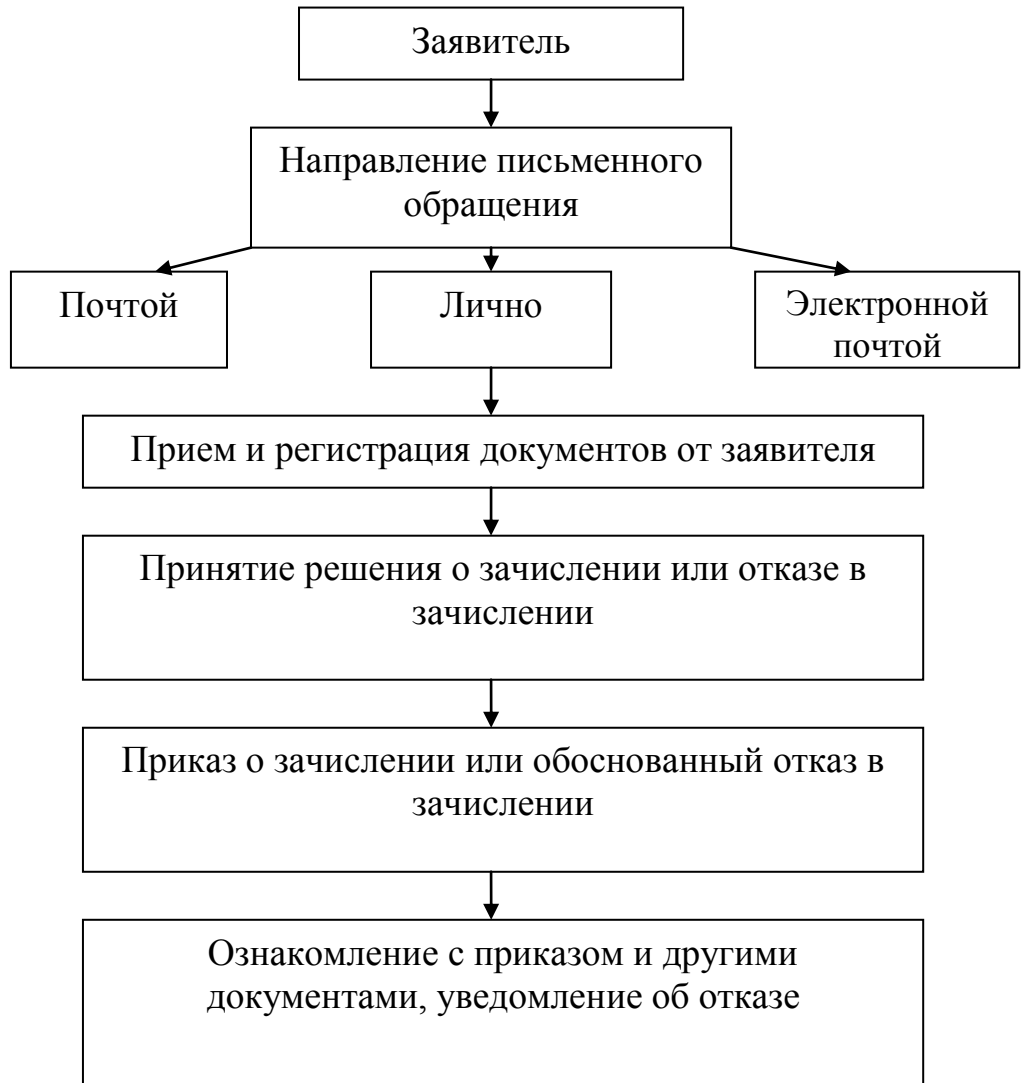 Заявитель
Направление письменного
обращения
Почтой
Лично
Электронной
почтой
Прием и регистрация документов от заявителя
Принятие решения о зачислении или отказе в
зачислении
Приказ о зачислении или обоснованный отказ в
зачислении
Ознакомление с приказом и другими
документами, уведомление об отказе